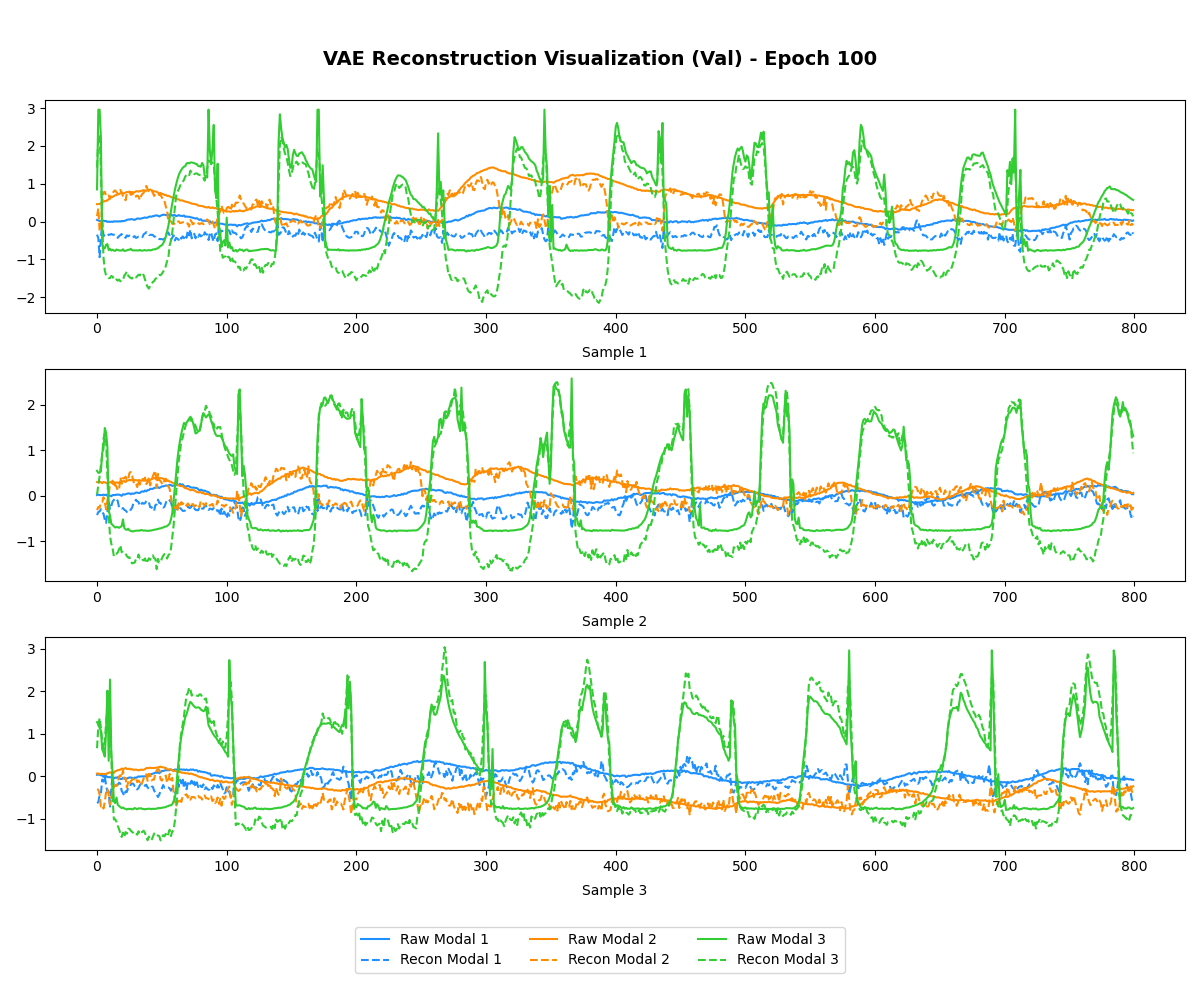 VAE Reconstruction Visualization (Val) - Epoch 100
3
2
1
0
−1
−2
0 100 200 300 400 500 600 700 800
Sample 1
2
1
0
−1
0 100 200 300 400 500 600 700 800
Sample 2
3
2
1
0
−1
0 100 200 300 400 500 600 700 800
Sample 3
Raw Modal 1 Raw Modal 2 Raw Modal 3
Recon Modal 1 Recon Modal 2 Recon Modal 3